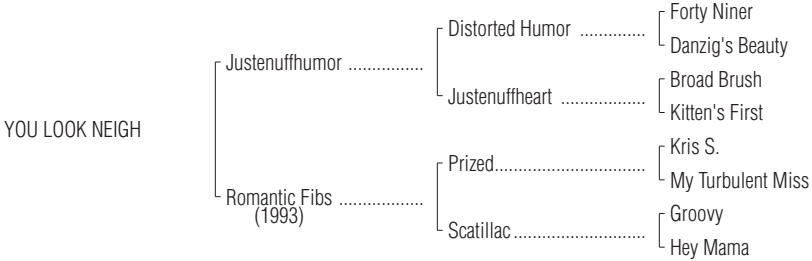 Forty Niner
Distorted Humor ..............
Danzig's Beauty
Justenuffhumor ................
Broad Brush
Justenuffheart ..................
Kitten's First
YOU LOOK NEIGH
Kris S.
Prized................................
My Turbulent Miss
Romantic Fibs ..................
(1993)
Groovy
Scatillac............................
Hey Mama